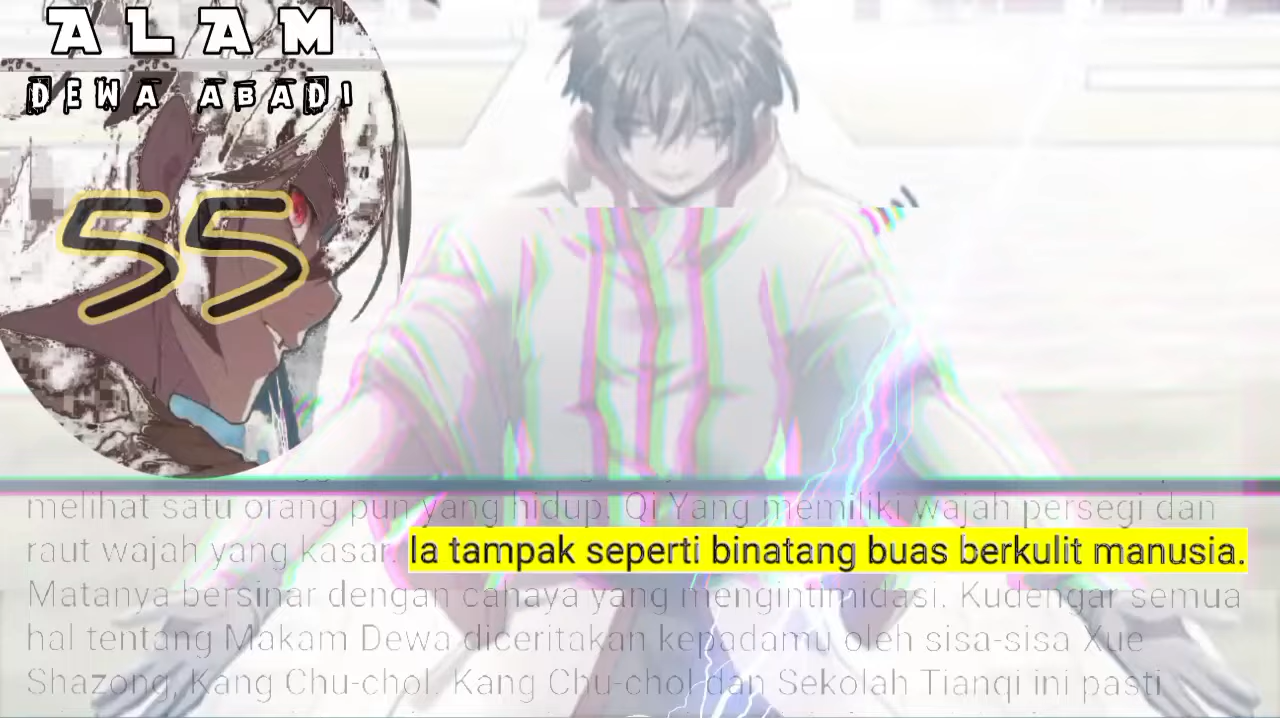 ALAM
DEWA ABADI
55
melihat satu orang pun yang hidup. Qi Yang memiliki wajah persegi dan
raut wajah yang kasar. Ia tampak seperti binatang buas berkulit manusia.
Matanya bersinar dengan cahaya yang mengintimidasi. Kudengar semua
hal tentang Makam Dewa diceritakan kepadamu oleh sisa-sisa Xue
Shazong, Kang Chu-chol. Kang Chu-chol dan Sekolah Tianqi ini pasti